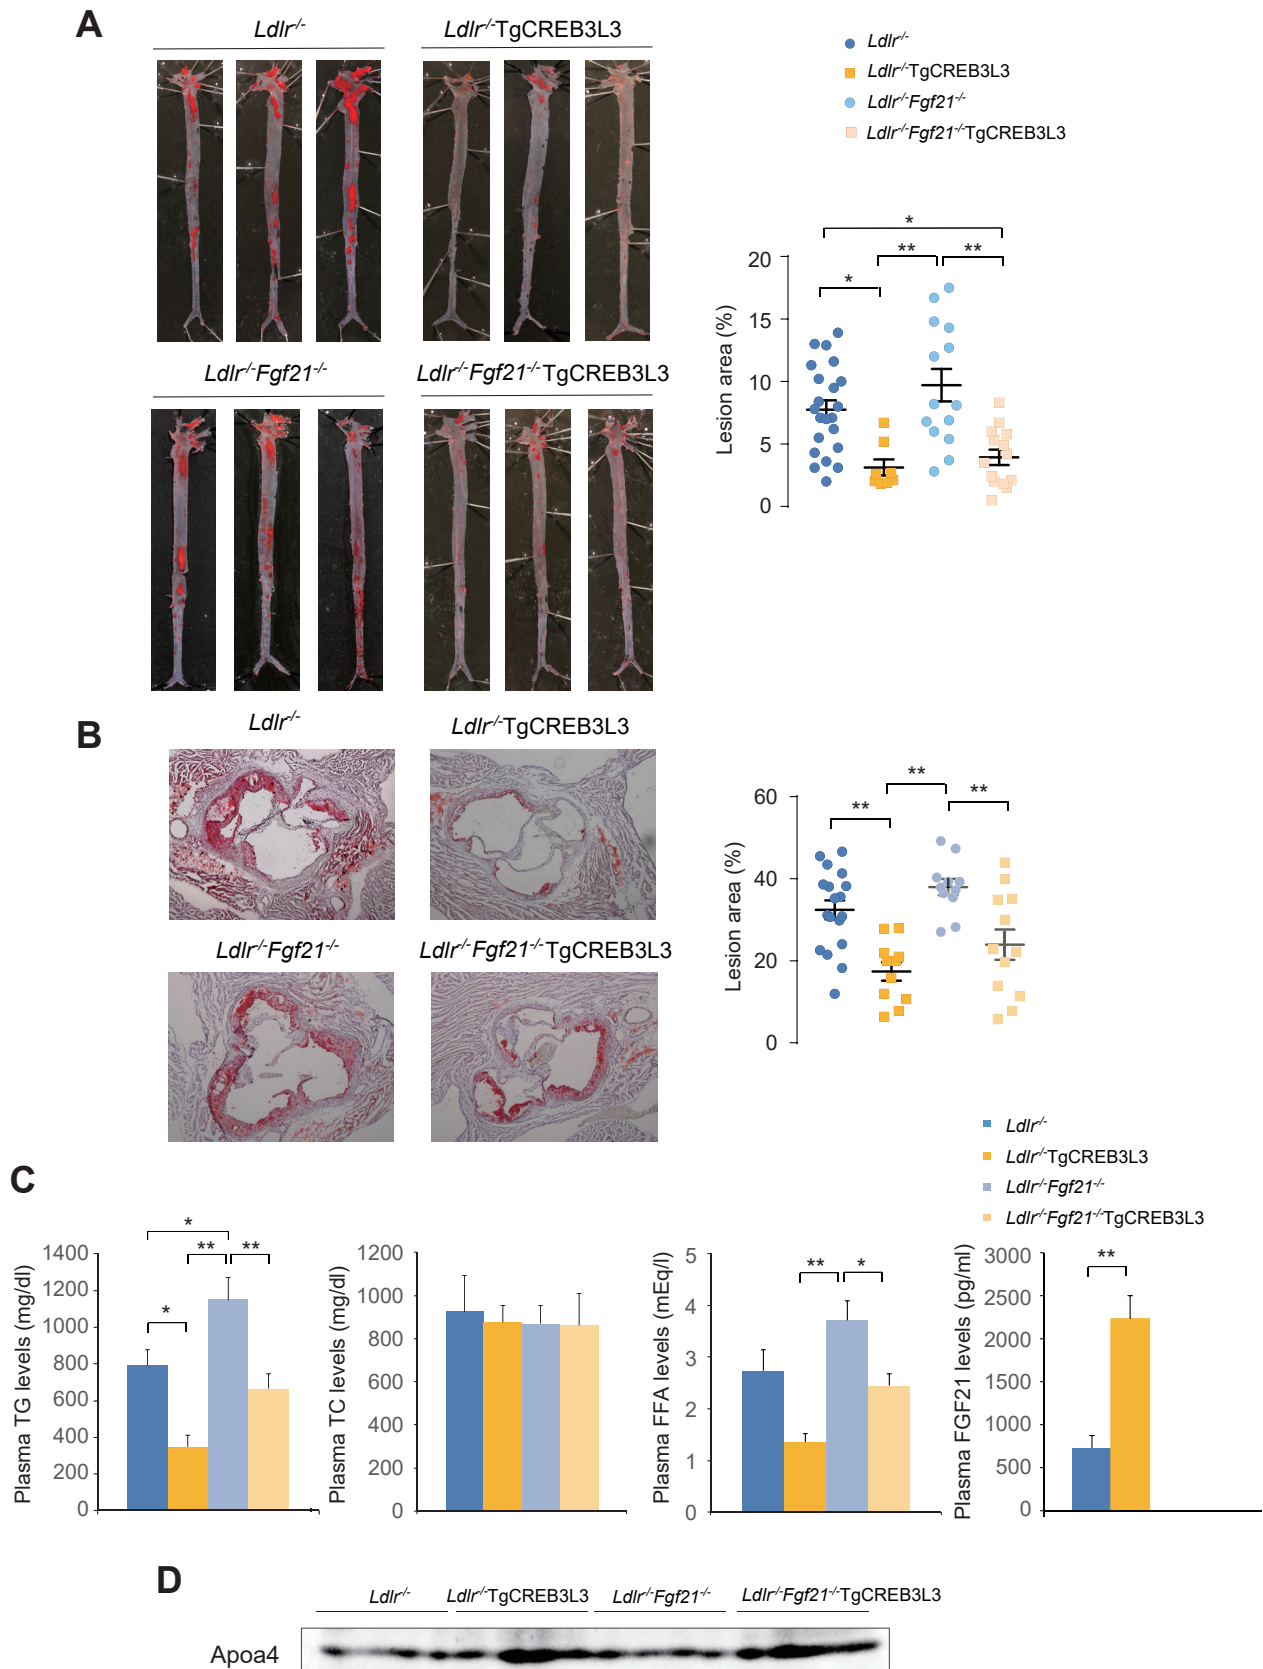 A
Ldlr-/-
Ldlr-/-TgCREB3L3
Ldlr-/-
Ldlr-/-TgCREB3L3
Ldlr-/-Fgf21-/-
Ldlr-/-Fgf21-/-TgCREB3L3
Ldlr-/-Fgf21-/-
Ldlr-/-Fgf21-/-TgCREB3L3
*
** **
*
Lesion area (%)
20
15
10
5
0
B
Ldlr-/-
Ldlr-/-TgCREB3L3
Ldlr-/-Fgf21-/-
Ldlr-/-Fgf21-/-TgCREB3L3
**
** **
Lesion area (%)
60
40
20
0
Ldlr-/-
Ldlr-/-TgCREB3L3
Ldlr-/-Fgf21-/-
Ldlr-/-Fgf21-/-TgCREB3L3
C
Plasma TG levels (mg/dl)
1400
1200
1000
800
600
400
200
0
*
** **
*
Plasma TC levels (mg/dl)
1200
1000
800
600
400
200
0
Plasma FFA levels (mEq/l)
5
4
3
2
1
0
** *
Plasma FGF21 levels (pg/ml)
3000
2500
2000
1500
1000
500
0
**
D
Ldlr-/-
Ldlr-/-TgCREB3L3
Ldlr-/-Fgf21-/-
Ldlr-/-Fgf21-/-TgCREB3L3
Apoa4